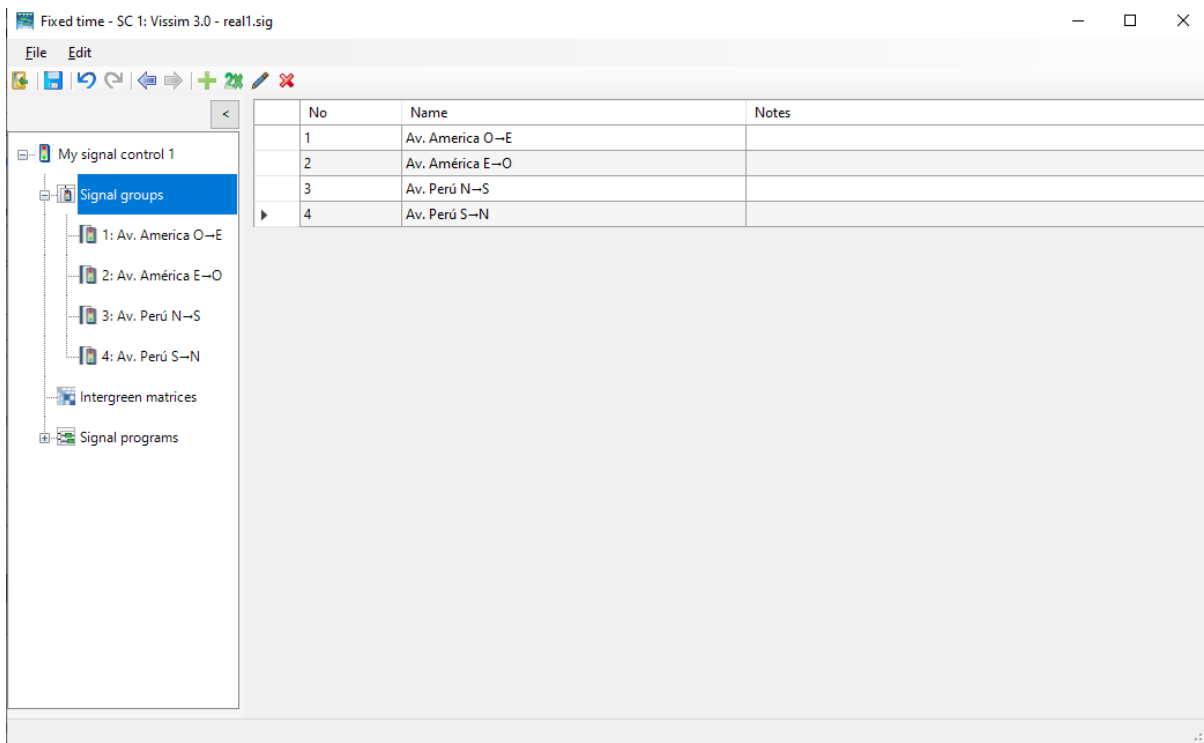 Fixed time - SC 1: Vissim 3.0 - real1.sig
File Edit
<
No Name Notes
1 Av. America O→E
2 Av. América E→O
3 Av. Perú N→S
4 Av. Perú S→N
My signal control 1
Signal groups
1: Av. America O→E
2: Av. América E→O
3: Av. Perú N→S
4: Av. Perú S→N
Intergreen matrices
Signal programs